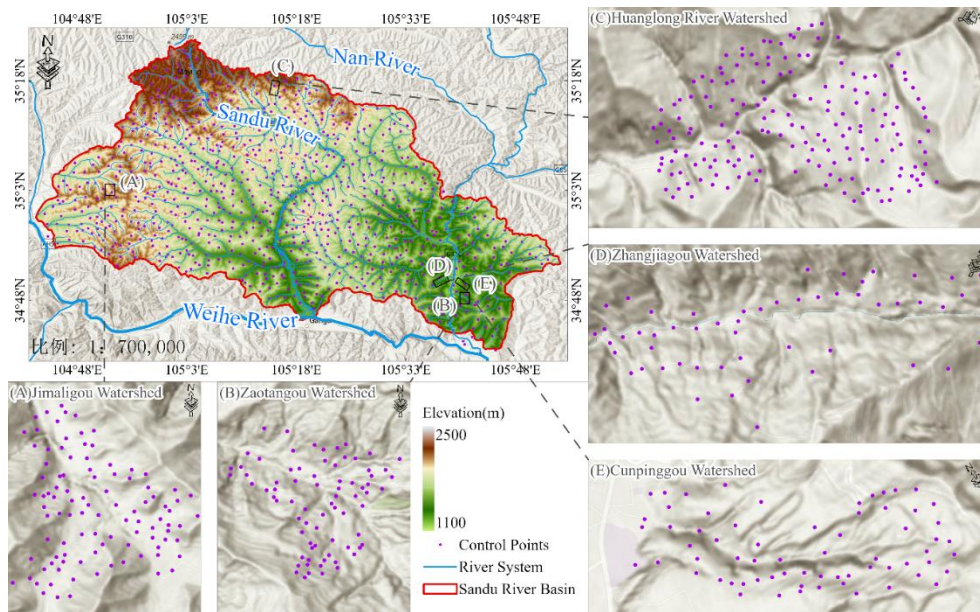 104°48'E 105°3'E 105°18'E 105°33'E 105°48'E
35°18'N
35°3'N
34°48'N
35°18'N
35°3'N
34°48'N
N
G310
Nan River
(C)
Sandu River
(A)
(D)
(E)
(B)
Weihe River
比例：1：700,000
104°48'E 105°3'E 105°18'E 105°33'E 105°48'E
(C)Huanglong River Watershed
(D)Zhangjiagou Watershed
(E)Cunpinggou Watershed
(A)Jimaligou Watershed
(B)Zaotangou Watershed
Elevation(m)
2500
1100
Control Points
River System
Sandu River Basin